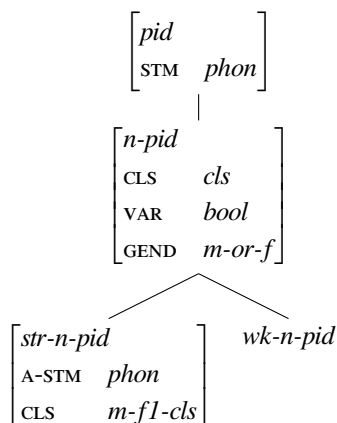 pid
STM phon
n-pid
CLS cls
VAR bool
GEND m-or-f
str-n-pid wk-n-pid
A-STM phon
CLS m-f1-cls